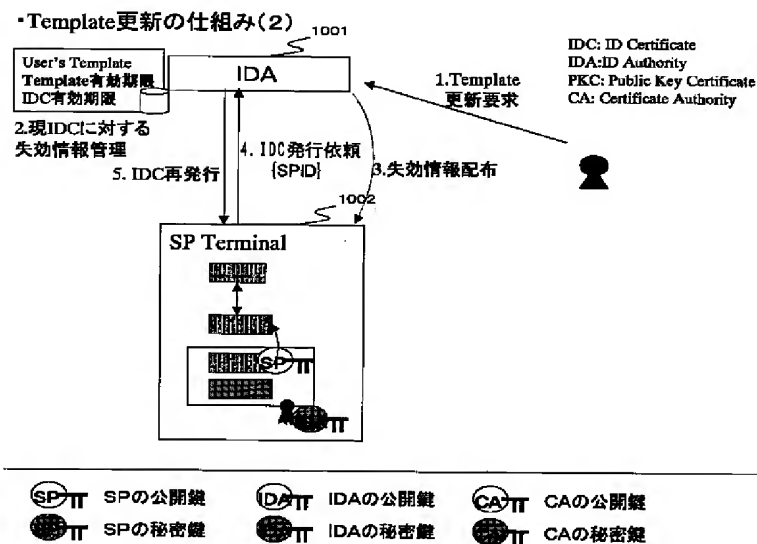 ・Template更新の仕組み(2)
1001
User's Template
Template有効期限
IDC有効期限
IDA
IDC: ID Certificate
IDA:ID Authority
PKC: Public Key Certificate
CA: Certificate Authority
1.Template
更新要求
2.現IDCに対する
失効情報管理
4. IDC発行依頼
{SPID}
3.失効情報配布
5. IDC再発行
1002
SP Terminal
SP
SP SPの公開鍵
IDA IDAの公開鍵
CA CAの公開鍵
SPの秘密鍵
IDAの秘密鍵
CAの秘密鍵